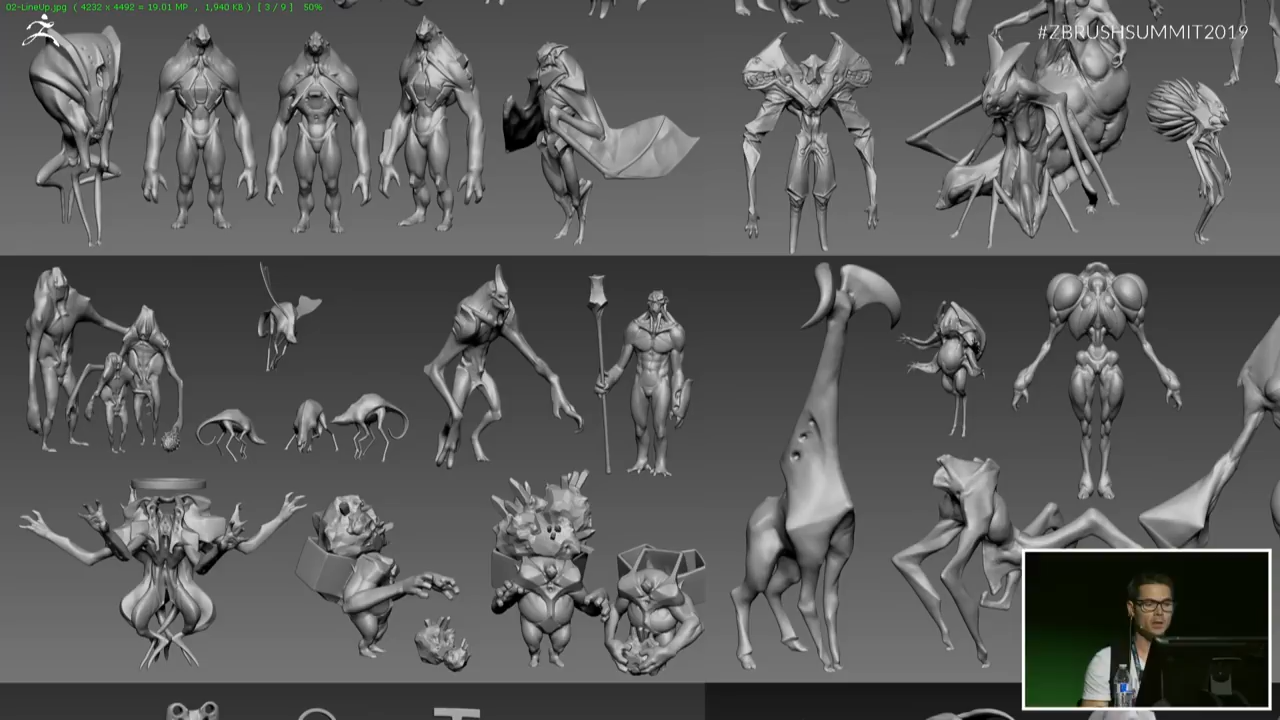 02-LineUp.jpg ( 4232 x 4492 = 19.01 MP , 1,940 KB ) [ 3 / 9 ] 50%
#ZBRUSHSUMMIT2019